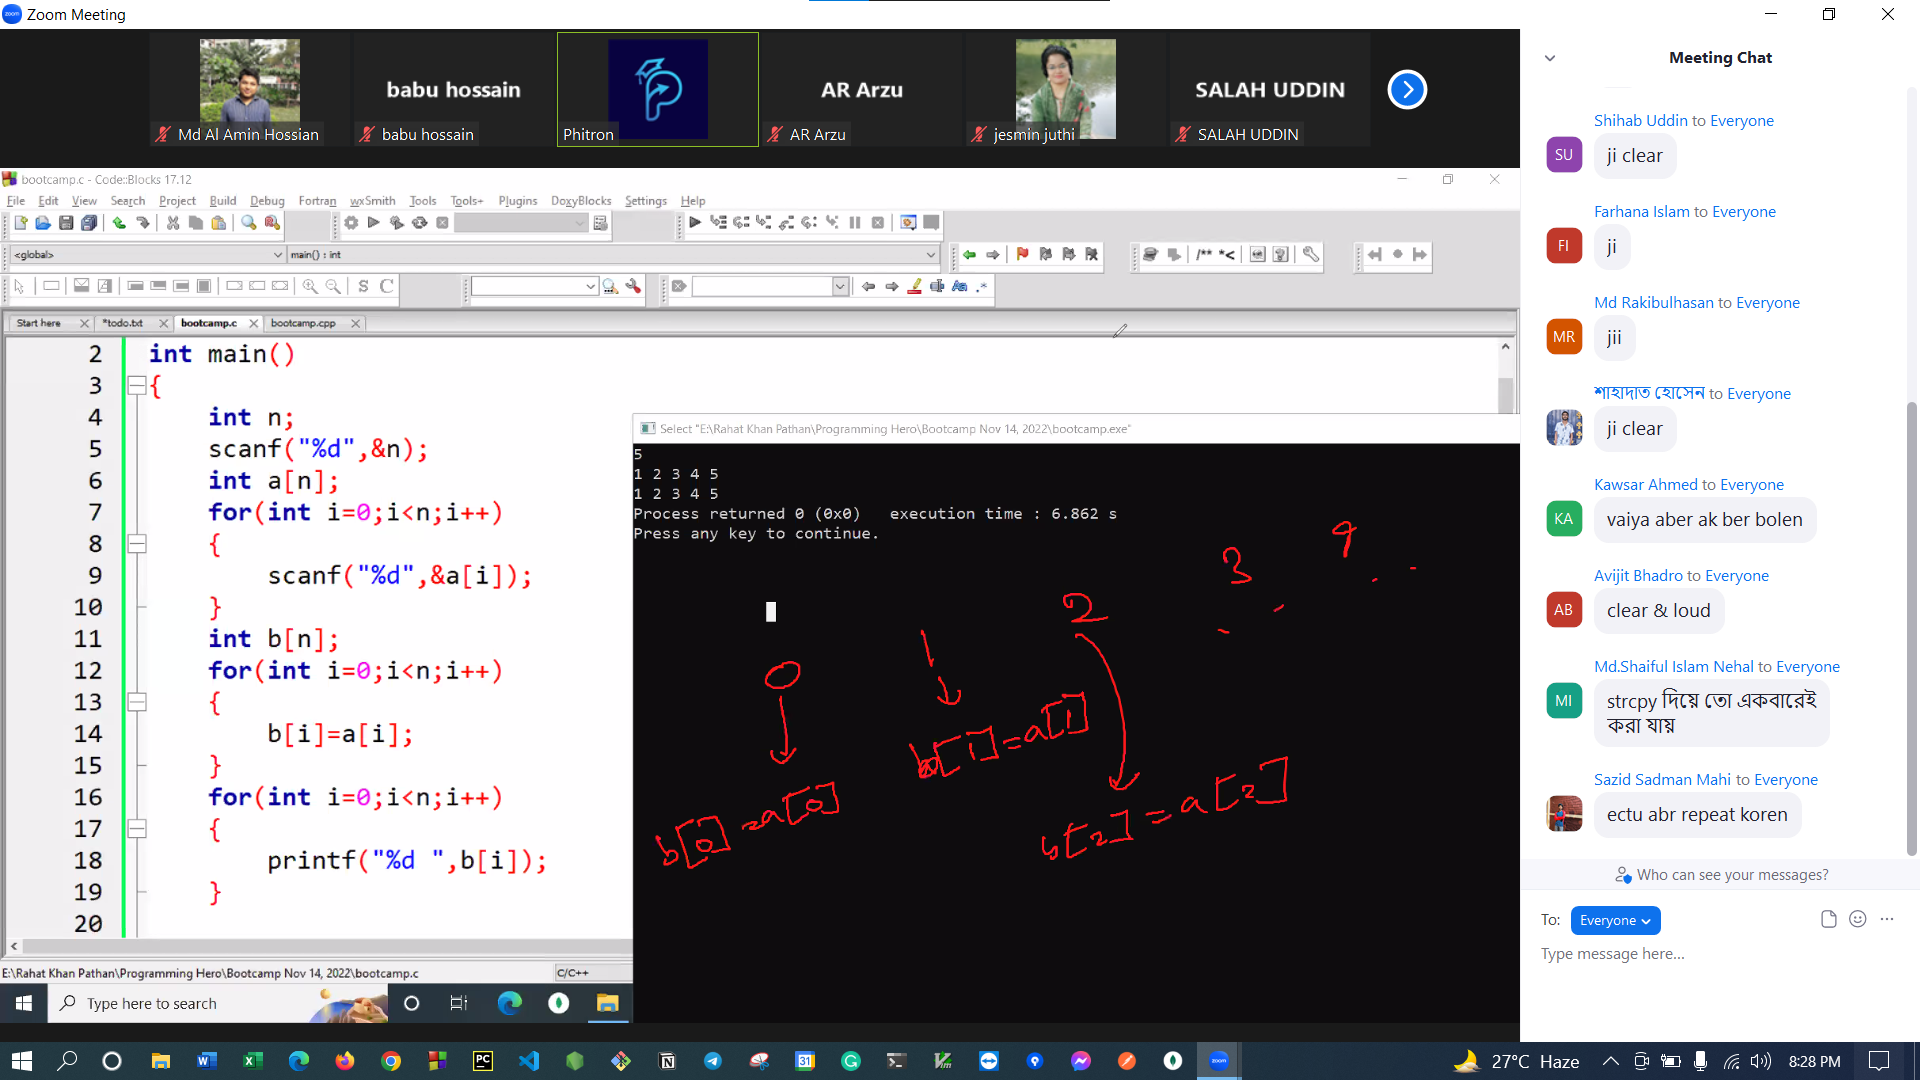 Zoom Meeting
babu hossain
AR Arzu
SALAH UDDIN
Md Al Amin Hossian
babu hossain
Phitron
AR Arzu
jesmin juthi
SALAH UDDIN
bootcamp.c - Code::Blocks 17.12
File Edit View Search Project Build Debug Fortran wxSmith Tools Tools+ Plugins DoxyBlocks Settings Help
<global>
main() : int
Start here
*todo.txt
bootcamp.c
bootcamp.cpp
2 int main()
3 {
4 int n;
5 scanf("%d",&n);
6 int a[n];
7 for(int i=0;i<n;i++)
8 {
9 scanf("%d",&a[i]);
10 }
11 int b[n];
12 for(int i=0;i<n;i++)
13 {
14 b[i]=a[i];
15 }
16 for(int i=0;i<n;i++)
17 {
18 printf("%d ",b[i]);
19 }
20
Select "E:\Rahat Khan Pathan\Programming Hero\Bootcamp Nov 14, 2022\bootcamp.exe"
5
1 2 3 4 5
1 2 3 4 5
Process returned 0 (0x0)   execution time : 6.862 s
Press any key to continue.
0 1 2 3
b[0]=a[0]
b[1]=a[1]
b[2]=a[2]
E:\Rahat Khan Pathan\Programming Hero\Bootcamp Nov 14, 2022\bootcamp.c
C/C++
Type here to search
Meeting Chat
Shihab Uddin to Everyone
SU
ji clear
Farhana Islam to Everyone
FI
ji
Md Rakibulhasan to Everyone
MR
jii
শাহাদাত হোসেন to Everyone
ji clear
Kawsar Ahmed to Everyone
KA
vaiya aber ak ber bolen
Avijit Bhadro to Everyone
AB
clear & loud
Md.Shaiful Islam Nehal to Everyone
MI
strcpy দিয়ে তো একবারেই
করা যায়
Sazid Sadman Mahi to Everyone
ectu abr repeat koren
Who can see your messages?
To: Everyone
Type message here...
27°C Haze
8:28 PM